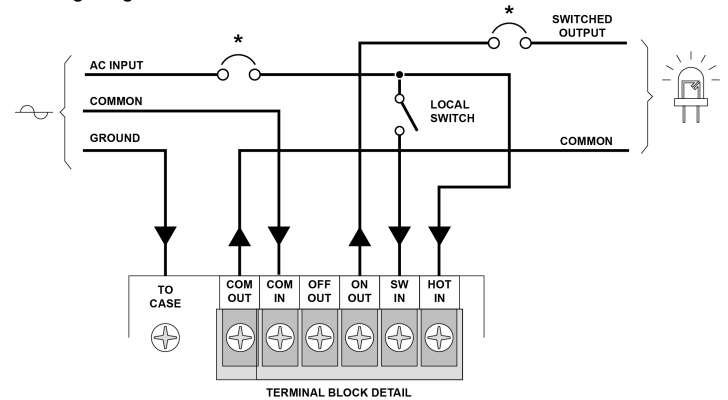 *
SWITCHED
OUTPUT
*
AC INPUT
COMMON
LOCAL
SWITCH
GROUND
COMMON
TO
CASE
COM
OUT
COM
IN
OFF
OUT
ON
OUT
SW
IN
HOT
IN
TERMINAL BLOCK DETAIL